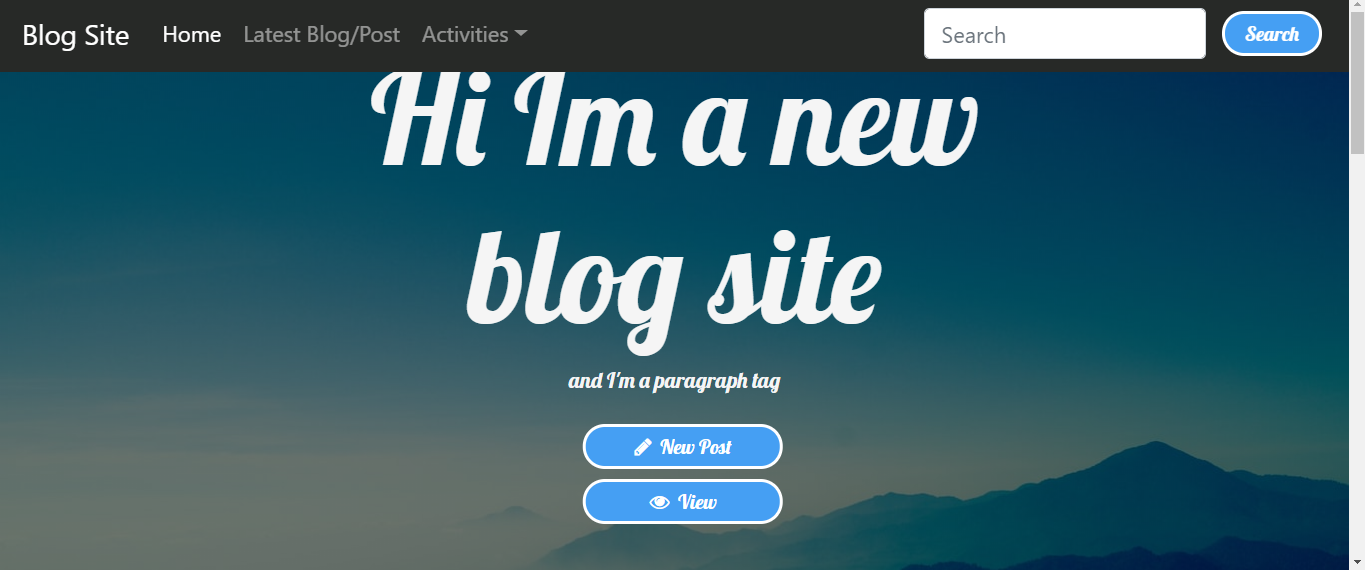 Blog Site Home Latest Blog/Post Activities Search Search
Hi Im a new
blog site
and I'm a paragraph tag
New Post
View